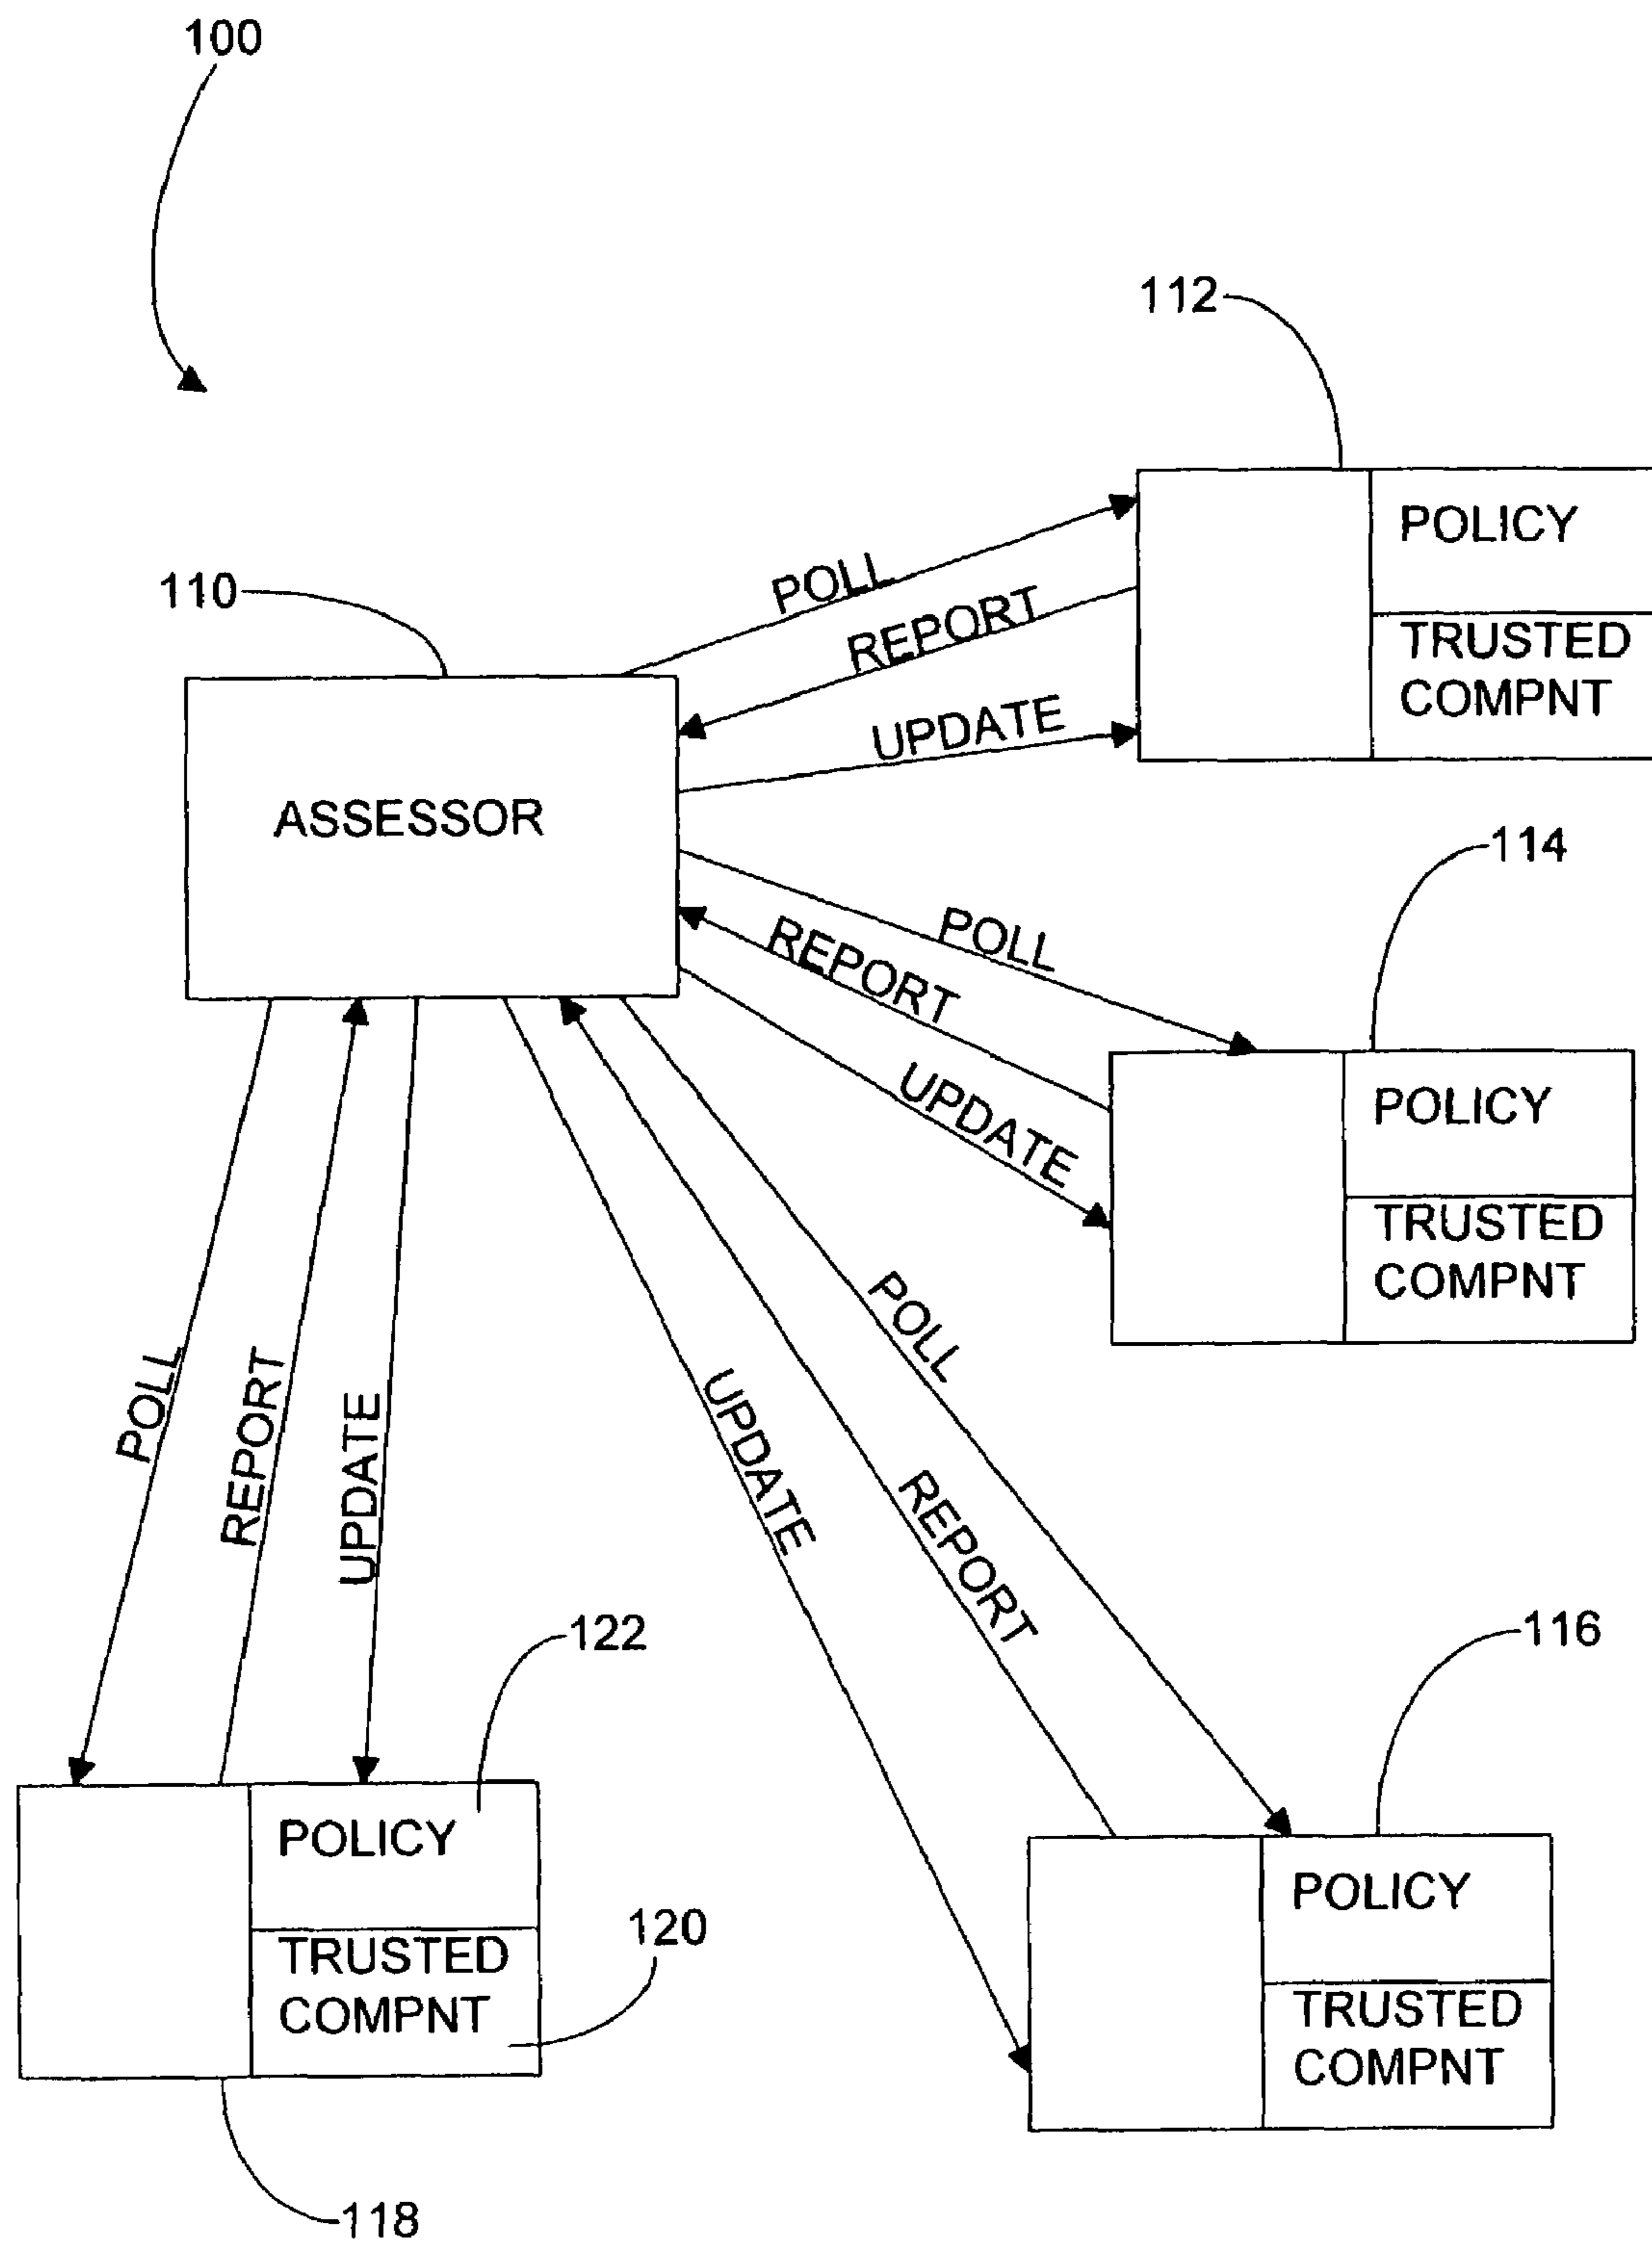 100
112
POLICY
TRUSTED
COMPNT
110
POLL
REPORT
UPDATE
ASSESSOR
114
POLL
REPORT
UPDATE
POLICY
TRUSTED
COMPNT
POLL
REPORT
UPDATE
UPDATE
REPORT
POLL
122
POLICY
120
TRUSTED
COMPNT
118
116
POLICY
TRUSTED
COMPNT